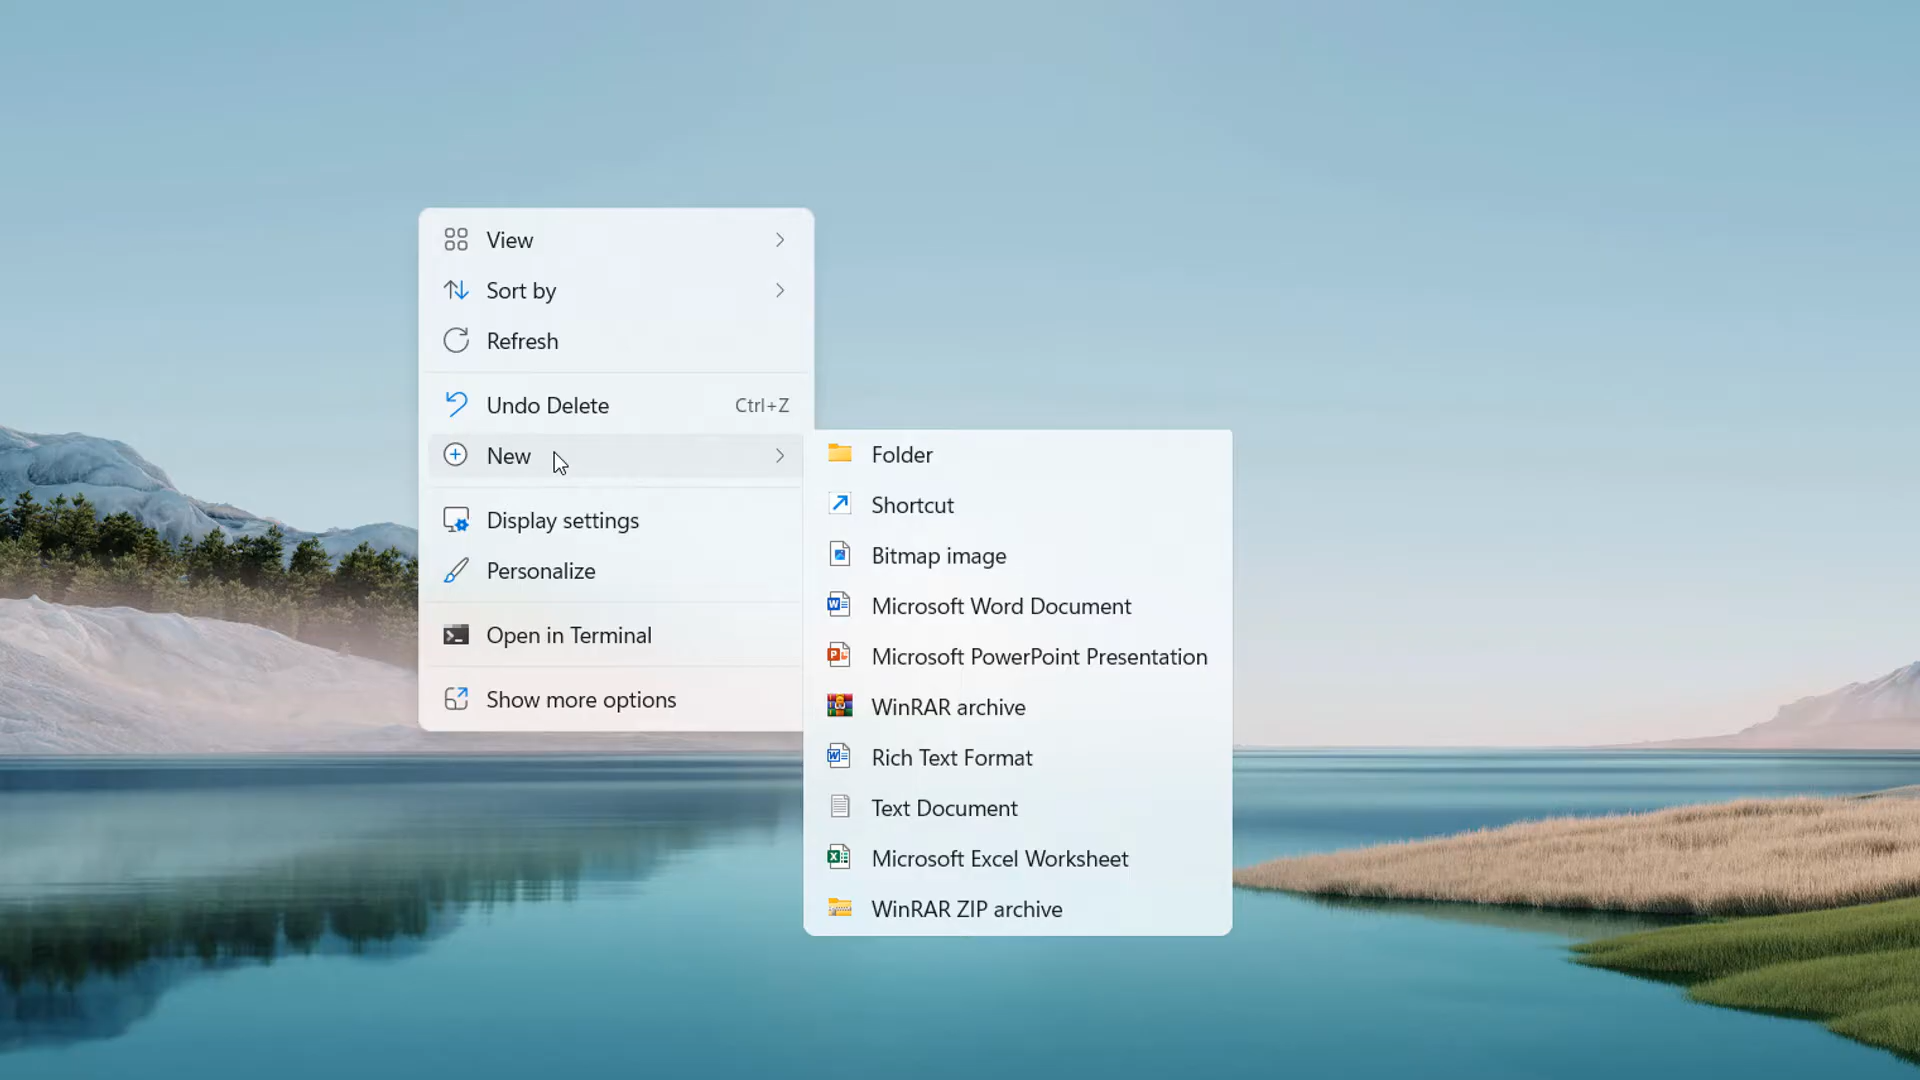 View
Sort by
Refresh
Undo Delete Ctrl+Z
New
Display settings
Personalize
Open in Terminal
Show more options
Folder
Shortcut
Bitmap image
Microsoft Word Document
Microsoft PowerPoint Presentation
WinRAR archive
Rich Text Format
Text Document
Microsoft Excel Worksheet
WinRAR ZIP archive